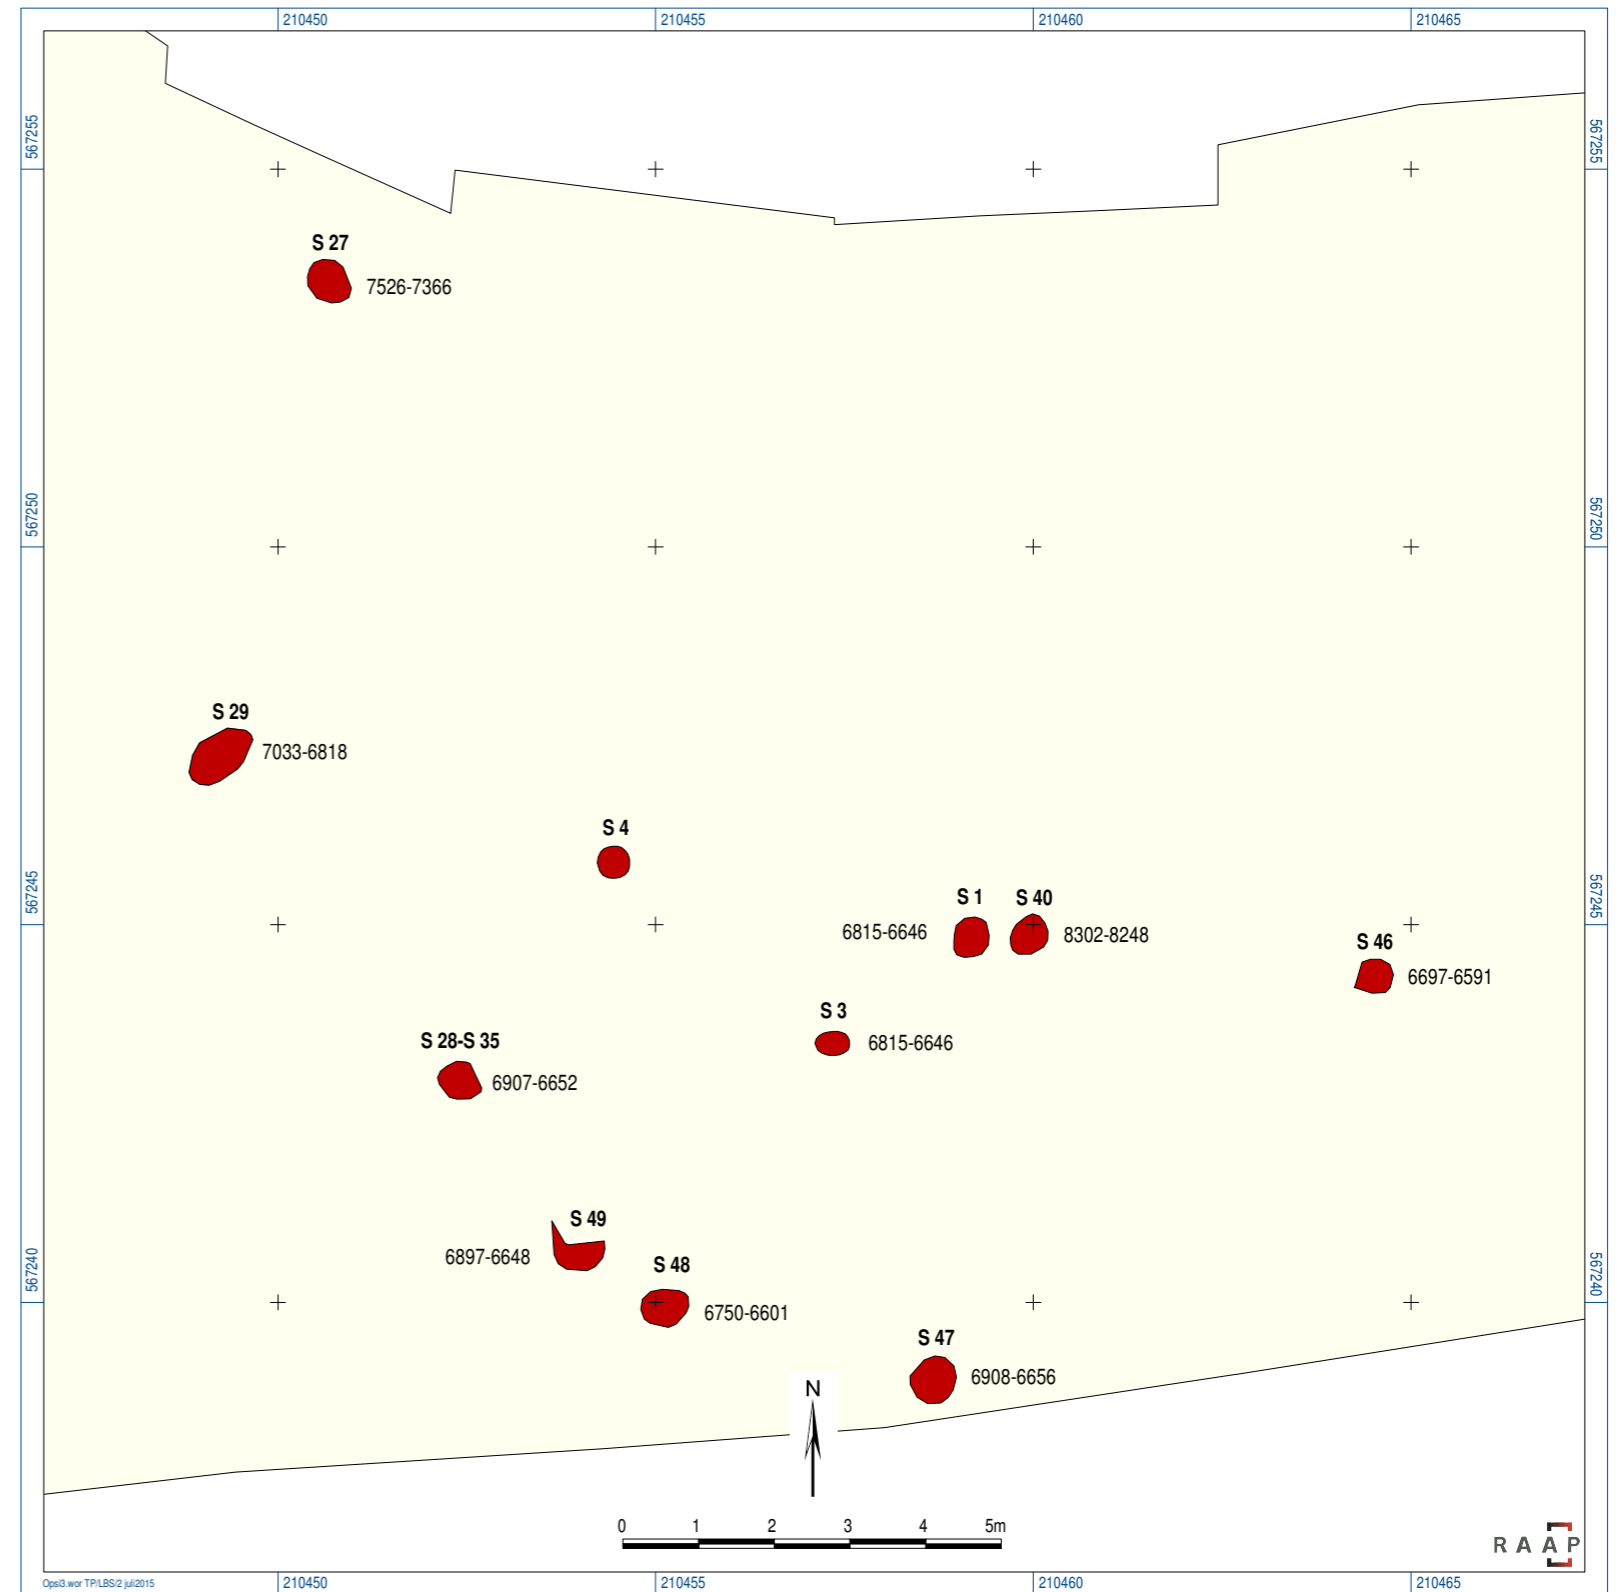 210450
210455
210460
210465
567255
567255
S 27
7526-7366
567250
567250
S 29
7033-6818
S 4
567245
567245
S 1
S 40
6815-6646
8302-8248
S 46
6697-6591
S 3
6815-6646
S 28-S 35
6907-6652
S 49
6897-6648
S 48
6750-6601
567240
567240
S 47
6908-6656
N
0 1 2 3 4 5m
RAAP
Opsi3.wor TP/LBS/2 juli2015
210450
210455
210460
210465